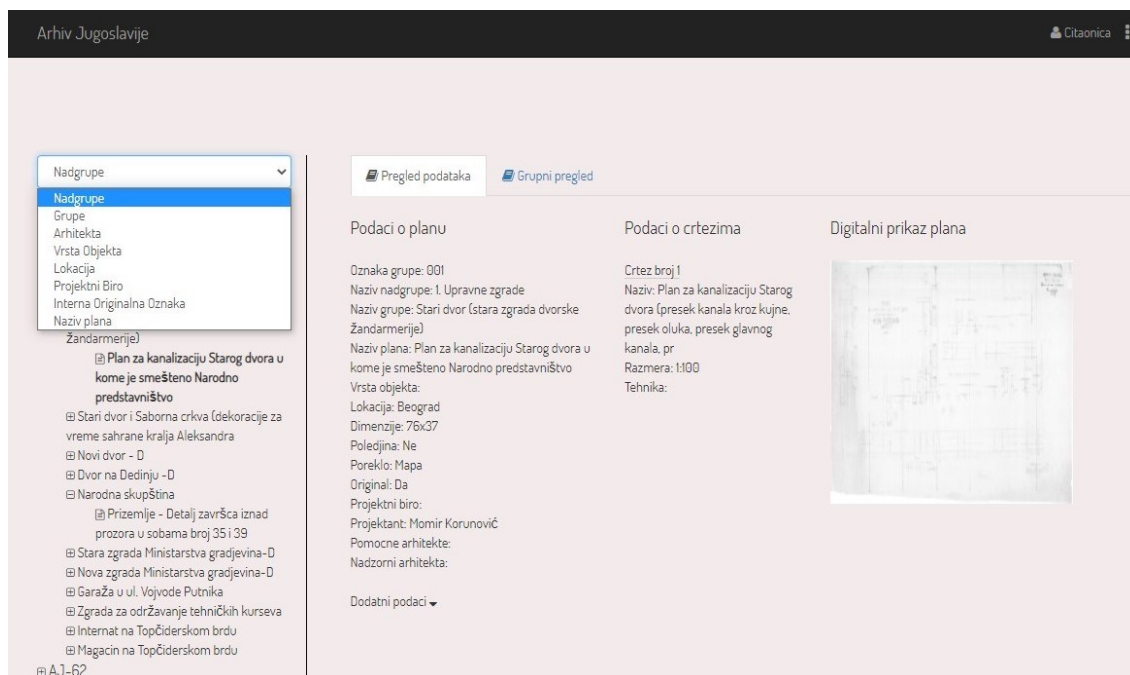 Arhiv Jugoslavije
Citaonica
Nadgrupe
Nadgrupe
Grupe
Arhitekta
Vrsta Objekta
Lokacija
Projektni Biro
Interna Originalna Oznaka
Naziv plana
žandarmerije)
Plan za kanalizaciju Starog dvora u
kome je smešteno Narodno
predstavništvo
Stari dvor i Saborna crkva (dekoracije za
vreme sahrane kralja Aleksandra
Novi dvor - D
Dvor na Dedinju -D
Narodna skupština
Prizemlje - Detalj završca iznad
prozora u sobama broj 35 i 39
Stara zgrada Ministarstva gradjevina-D
Nova zgrada Ministarstva gradjevina-D
Garaža u ul. Vojvode Putnika
Zgrada za održavanje tehničkih kurseva
Internat na Topčiderskom brdu
Magacin na Topčiderskom brdu
AJ-62
Pregled podataka
Grupni pregled
Podaci o planu
Oznaka grupe: 001
Naziv nadgrupe: 1. Upravne zgrade
Naziv grupe: Stari dvor (stara zgrada dvorske
žandarmerije)
Naziv plana: Plan za kanalizaciju Starog dvora u
kome je smešteno Narodno predstavništvo
Vrsta objekta:
Lokacija: Beograd
Dimenzije: 76x37
Poledjina: Ne
Poreklo: Mapa
Original: Da
Projektni biro:
Projektant: Momir Korunović
Pomocne arhitekte:
Nadzorni arhitekta:
Dodatni podaci
Podaci o crtezima
Crtez broj 1
Naziv: Plan za kanalizaciju Starog
dvora (presek kanala kroz kujne,
presek oluka, presek glavnog
kanala, pr
Razmera: 1:100
Tehnika:
Digitalni prikaz plana